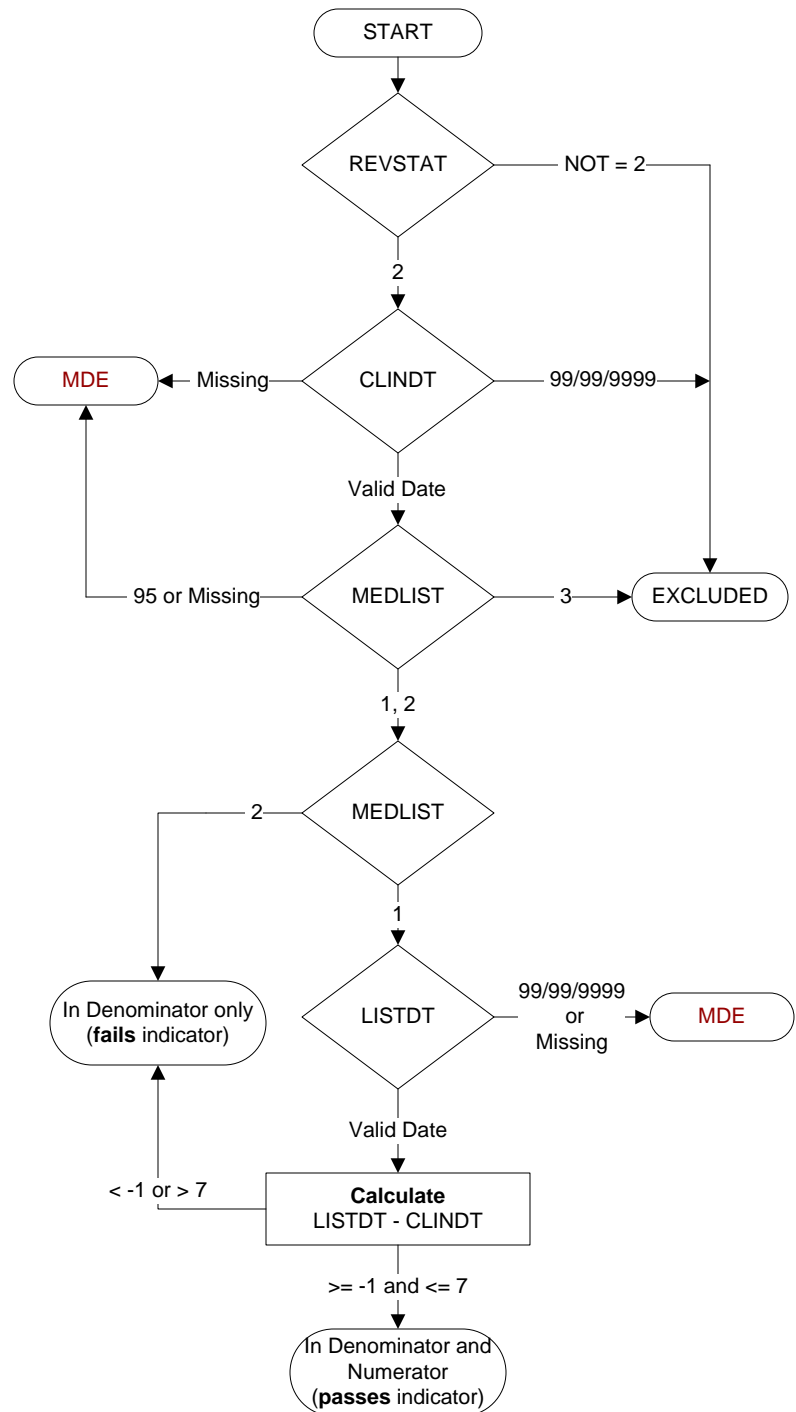 START
REVSTAT
NOT = 2
2
MDE
Missing
CLINDT
99/99/9999
Valid Date
95 or Missing
MEDLIST
3
EXCLUDED
1, 2
2
MEDLIST
1
In Denominator only
(fails indicator)
LISTDT
99/99/9999
or
Missing
MDE
Valid Date
< -1 or > 7
Calculate
LISTDT - CLINDT
>= -1 and <= 7
In Denominator and
Numerator
(passes indicator)